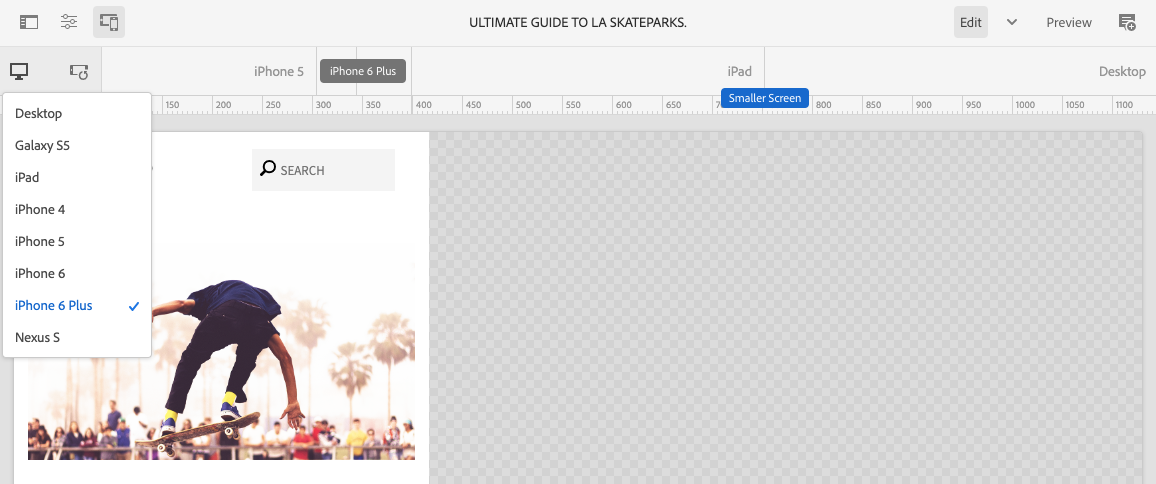 ULTIMATE GUIDE TO LA SKATEPARKS.
Edit
Preview
iPhone 5
iPhone 6 Plus
iPad
Desktop
Smaller Screen
150 200 250 300 350 400 450 500 550 600 650 700 800 850 900 950 1000 1050 1100
Desktop
Galaxy S5
iPad
iPhone 4
iPhone 5
iPhone 6
iPhone 6 Plus
Nexus S
SEARCH